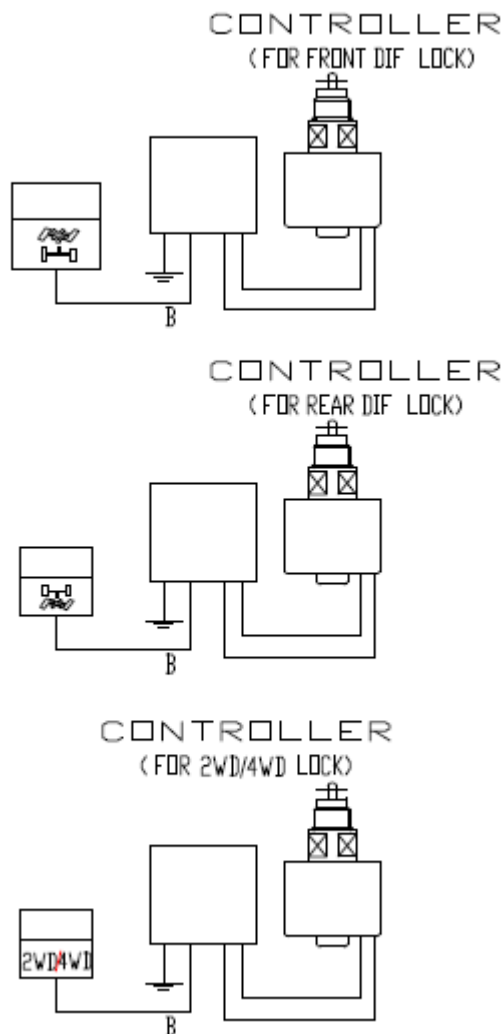 CONTROLLER
(FOR FRONT DIF LOCK)
B
CONTROLLER
(FOR REAR DIF LOCK)
B
CONTROLLER
(FOR 2WD/4WD LOCK)
2WD/4WD
B